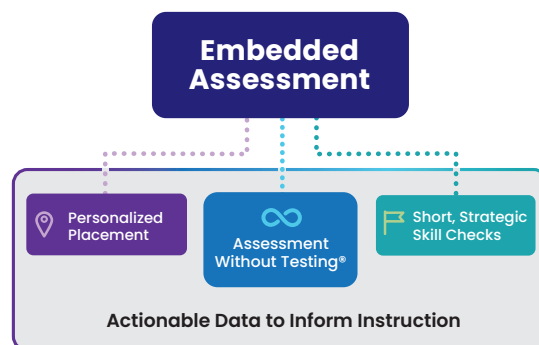 Embedded
Assessment
Personalized
Placement
Assessment
Without Testing®
Short, Strategic
Skill Checks
Actionable Data to Inform Instruction